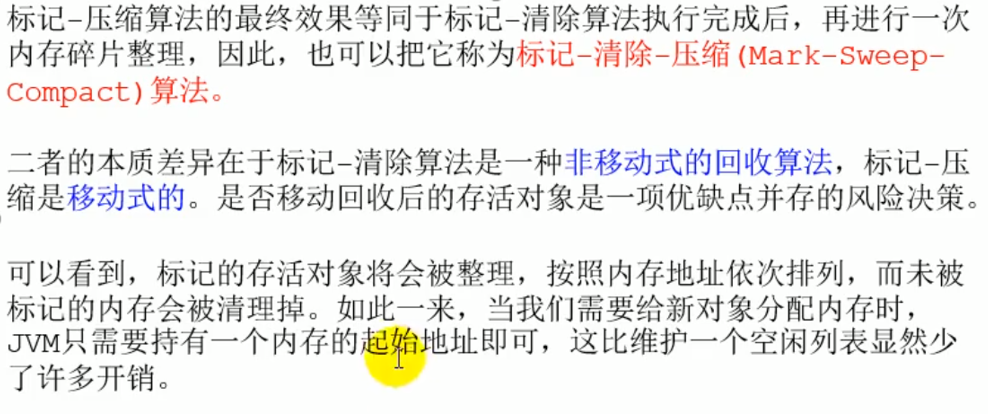 标记-压缩算法的最终效果等同于标记-清除算法执行完成后，再进行一次
内存碎片整理，因此，也可以把它称为标记-清除-压缩(Mark-Sweep-
Compact)算法。
二者的本质差异在于标记-清除算法是一种非移动式的回收算法，标记-压
缩是移动式的。是否移动回收后的存活对象是一项优缺点并存的风险决策。
可以看到，标记的存活对象将会被整理，按照内存地址依次排列，而未被
标记的内存会被清理掉。如此一来，当我们需要给新对象分配内存时，
JVM只需要持有一个内存的起始地址即可，这比维护一个空闲列表显然少
了许多开销。